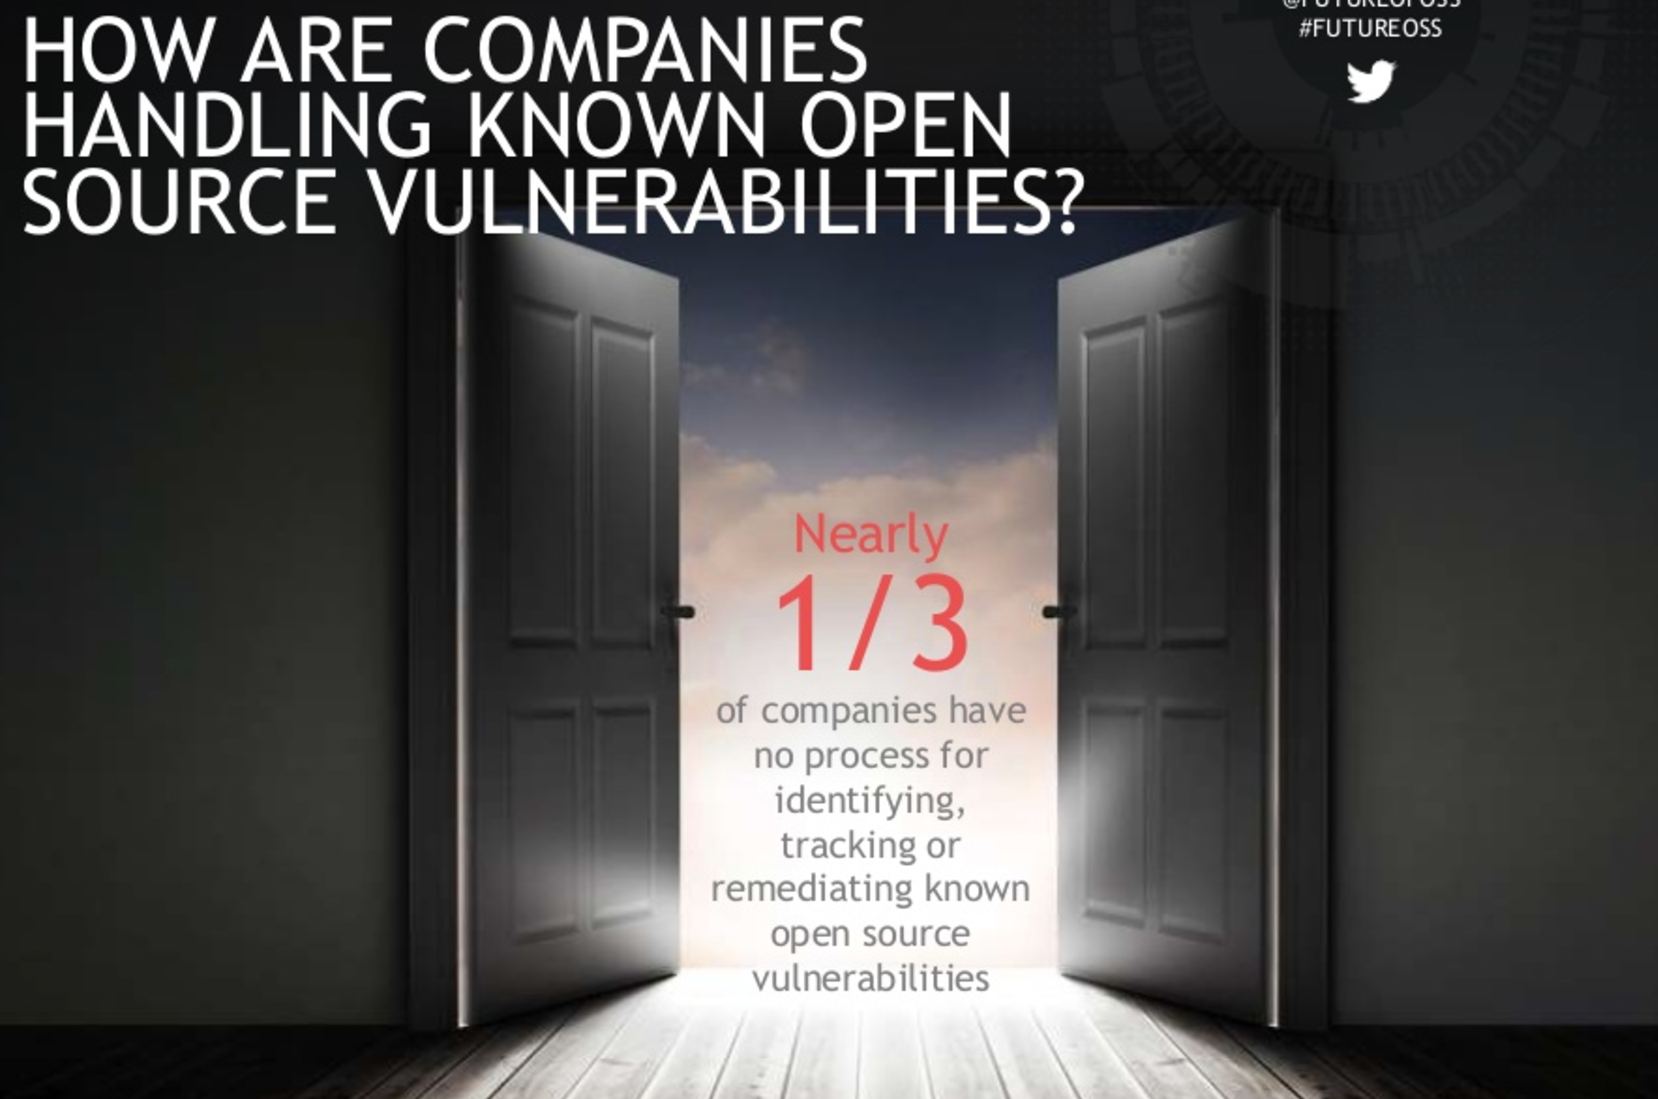 HOW ARE COMPANIES
HANDLING KNOWN OPEN
SOURCE VULNERABILITIES?
@FUTUREOFOSS
#FUTUREOSS
Nearly
1/3
of companies have
no process for
identifying,
tracking or
remediating known
open source
vulnerabilities